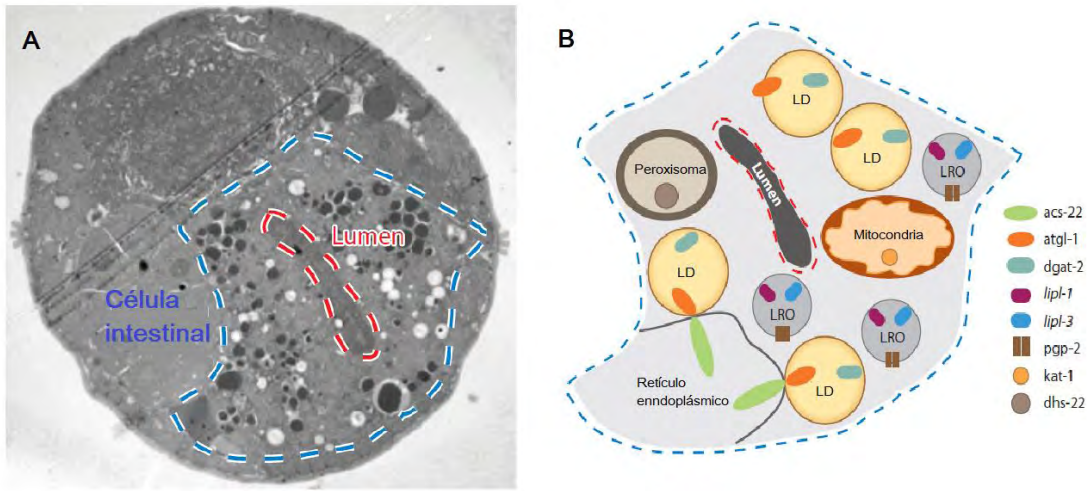 A
Lumen
Célula
intestinal
B
LD
LD
LRO
Peroxisoma
Lumen
Mitocondria
LD
LRO
LRO
LD
Retículo
enndoplásmico
acs-22
atgl-1
dgat-2
lipl-1
lipl-3
pgp-2
kat-1
dhs-22